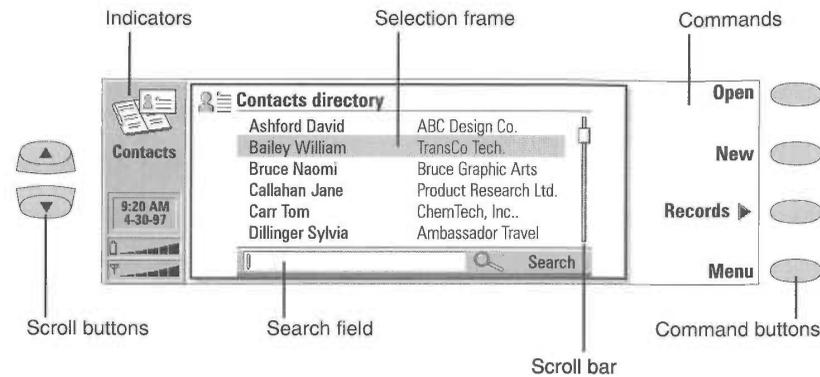 Indicators
Selection frame
Commands
Contacts
9:20 AM
4-30-97
Contacts directory
Ashford David ABC Design Co.
Bailey William TransCo Tech.
Bruce Naomi Bruce Graphic Arts
Callahan Jane Product Research Ltd.
Carr Tom ChemTech, Inc..
Dillinger Sylvia Ambassador Travel
Search
Open
New
Records
Menu
Scroll buttons
Search field
Scroll bar
Command buttons